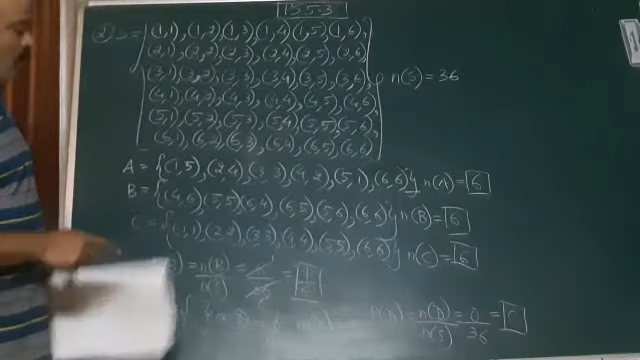 15.5.3
② S = {(1,1), (1,2), (1,3), (1,4), (1,5), (1,6),
(2,1), (2,2), (2,3), (2,4), (2,5), (2,6),
(3,1), (3,2), (3,3), (3,4), (3,5), (3,6), n(S) = 36
(4,1), (4,2), (4,3), (4,4), (4,5), (4,6),
(5,1), (5,2), (5,3), (5,4), (5,5), (5,6),
(6,1), (6,2), (6,3), (6,4), (6,5), (6,6)}
A = {(1,5), (2,4), (3,3), (4,2), (5,1), (6,6)} n(A) = 6
B = {(4,6), (5,5), (6,4), (6,5), (5,6), (6,6)} n(B) = 6
C = {(1,1), (2,2), (3,3), (4,4), (5,5), (6,6)} n(C) = 6
= n(B)/n(S) = = 1/6
n(D)/n(S) = 0/36 =